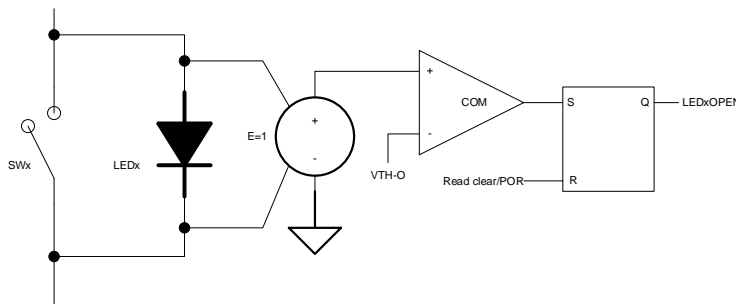 SWx
LEDx
E=1
+
-
+
-
COM
VTH-O
S
Q
R
LEDxOPEN
Read clear/POR